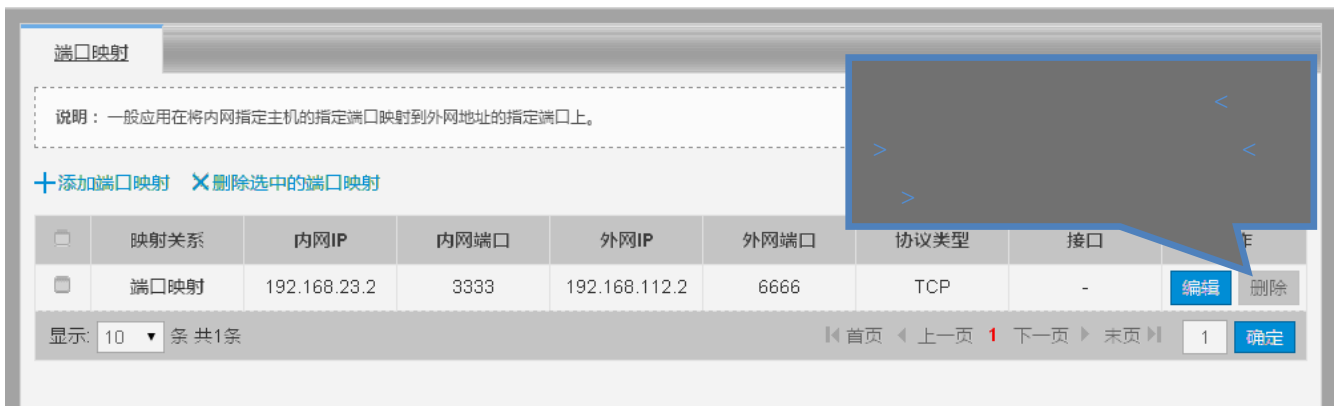 端口映射
说明：一般应用在将内网指定主机的指定端口映射到外网地址的指定端口上。
<
> <
>
添加端口映射 删除选中的端口映射
映射关系 内网IP 内网端口 外网IP 外网端口 协议类型 接口 作
端口映射 192.168.23.2 3333 192.168.112.2 6666 TCP - 编辑 删除
显示: 10 条 共1条 首页 上一页 1 下一页 末页 1 确定